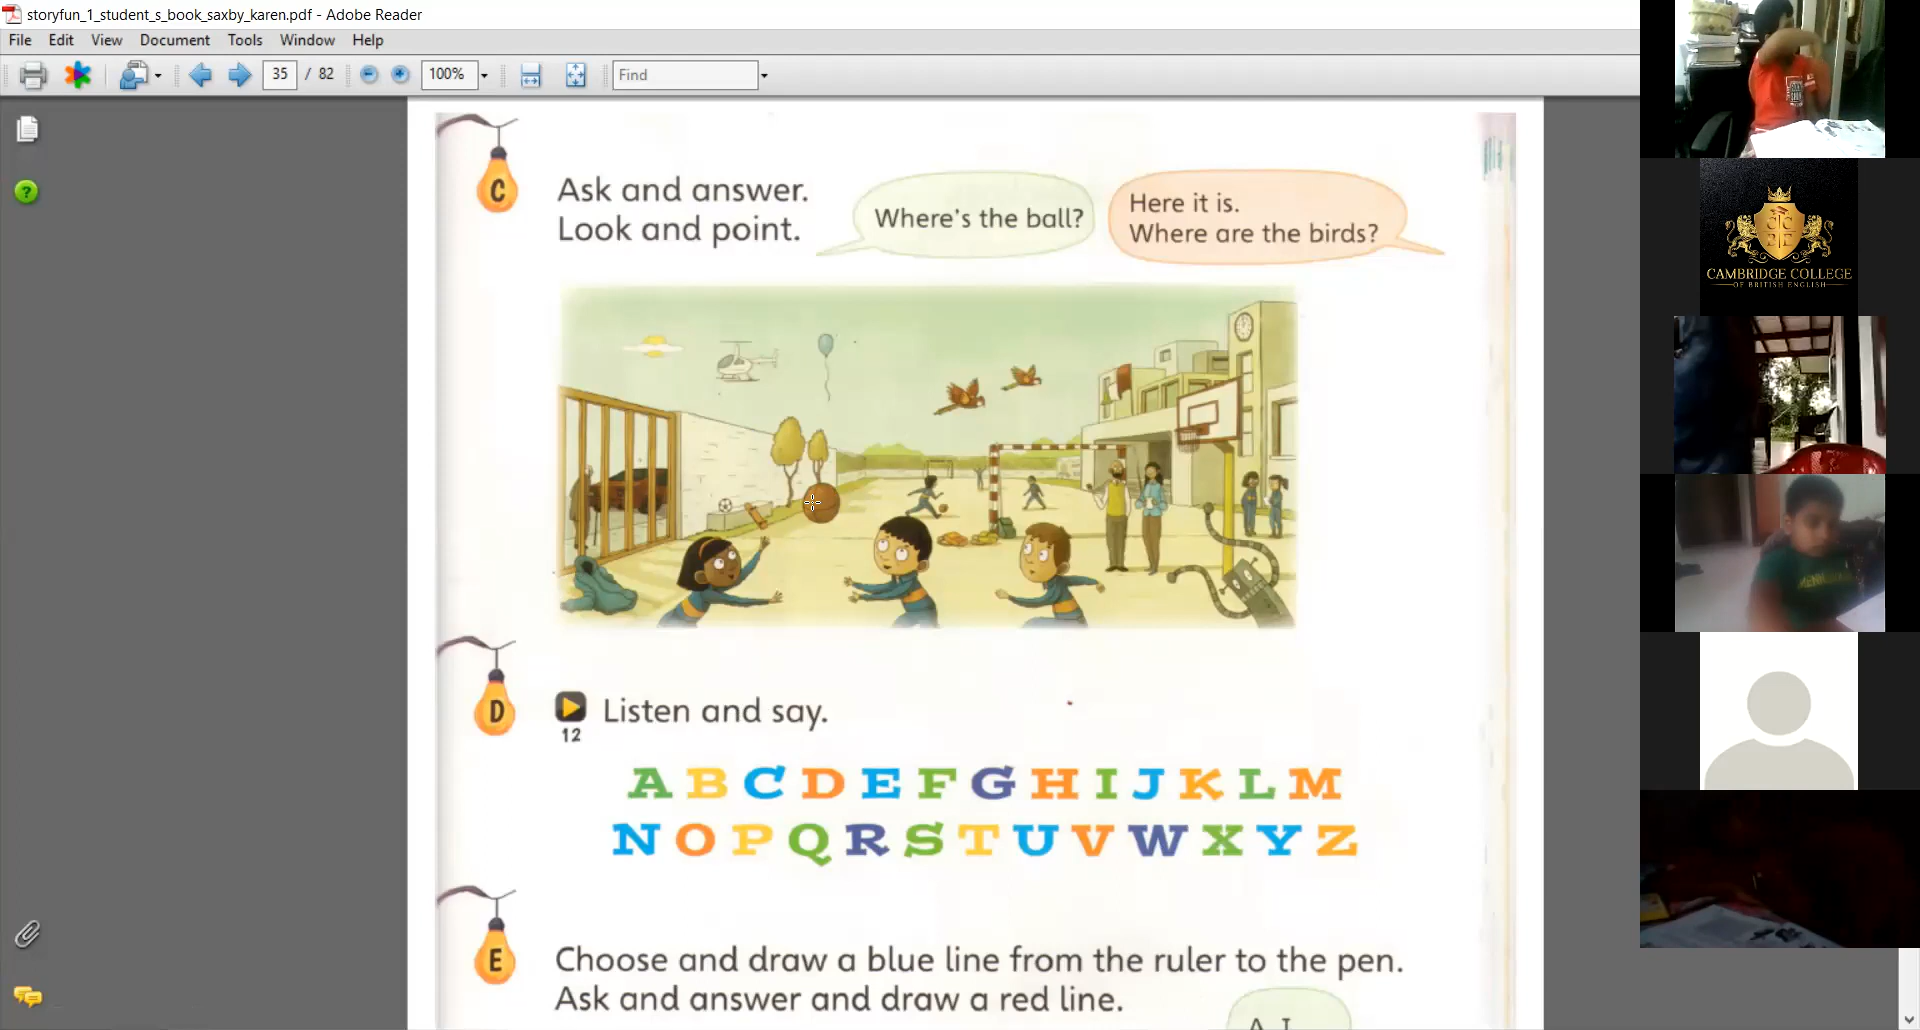 storyfun_1_student_s_book_saxby_karen.pdf - Adobe Reader
File Edit View Document Tools Window Help
35 / 82 100% Find
C
Ask and answer.
Look and point.
Where's the ball?
Here it is.
Where are the birds?
D
Listen and say.
12
A B C D E F G H I J K L M
N O P Q R S T U V W X Y Z
E
Choose and draw a blue line from the ruler to the pen.
Ask and answer and draw a red line.
CAMBRIDGE COLLEGE
OF BRITISH ENGLISH